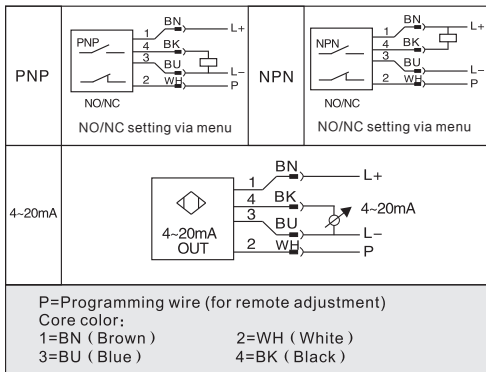 PNP
PNP
1 BN L+
4 BK
3 BU L−
2 WH P
NO/NC
NO/NC setting via menu
NPN
NPN
1 BN L+
4 BK
3 BU L−
2 WH P
NO/NC
NO/NC setting via menu
4~20mA
4~20mA
OUT
1 BN L+
4 BK 4~20mA
3 BU L−
2 WH P
P=Programming wire (for remote adjustment)
Core color:
1=BN ( Brown ) 2=WH ( White )
3=BU ( Blue ) 4=BK ( Black )